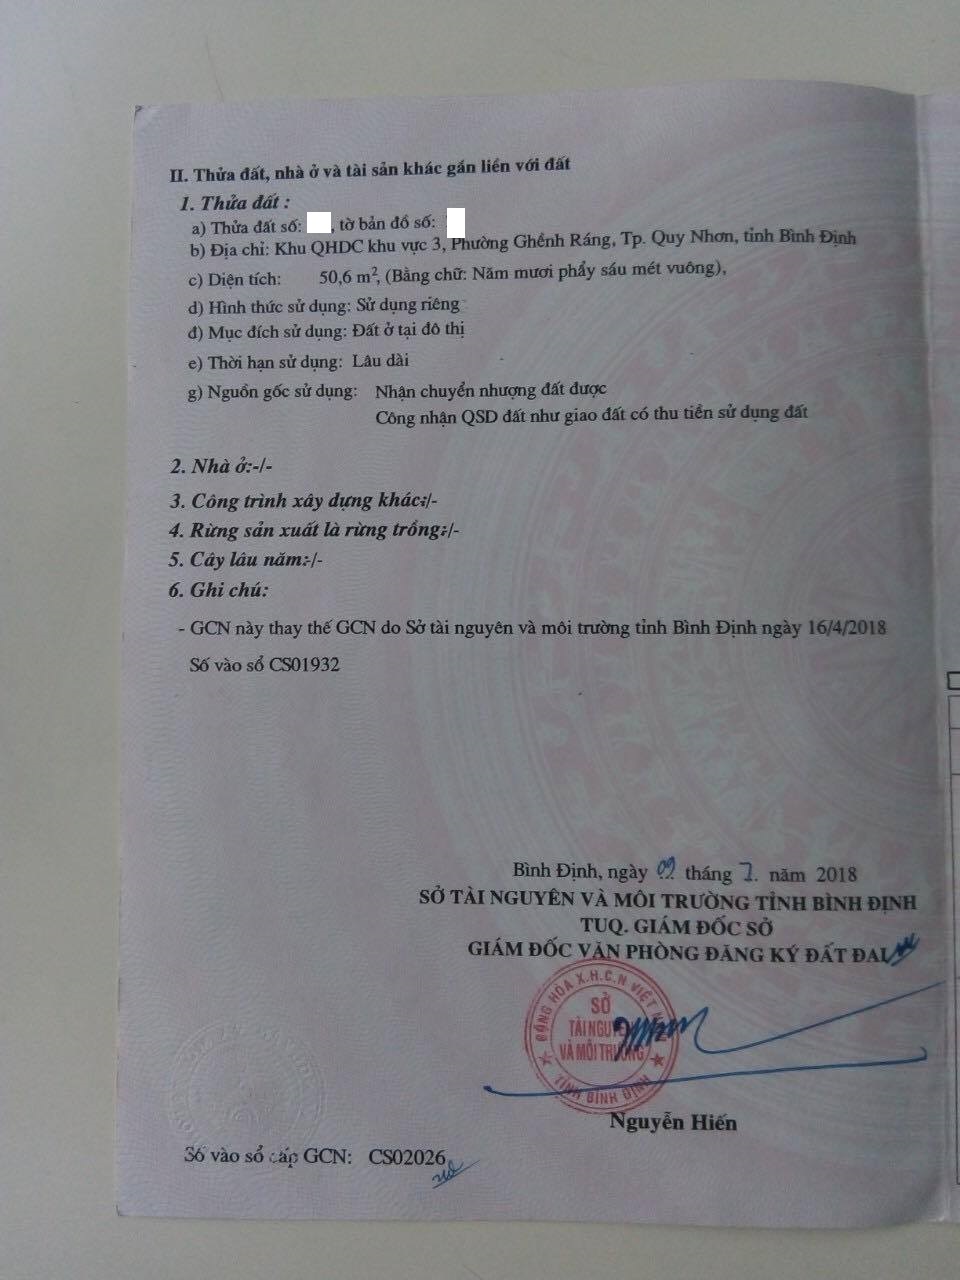 II. Thửa đất, nhà ở và tài sản khác gắn liền với đất
1. Thửa đất :
a) Thửa đất số: , tờ bản đồ số:
b) Địa chỉ: Khu QHDC khu vực 3, Phường Ghềnh Ráng, Tp. Quy Nhơn, tỉnh Bình Định
c) Diện tích: 50,6 m², (Bằng chữ: Năm mươi phẩy sáu mét vuông),
d) Hình thức sử dụng: Sử dụng riêng
đ) Mục đích sử dụng: Đất ở tại đô thị
e) Thời hạn sử dụng: Lâu dài
g) Nguồn gốc sử dụng: Nhận chuyển nhượng đất được
Công nhận QSD đất như giao đất có thu tiền sử dụng đất
2. Nhà ở:-/-
3. Công trình xây dựng khác:/-
4. Rừng sản xuất là rừng trồng:/-
5. Cây lâu năm:-/-
6. Ghi chú:
- GCN này thay thế GCN do Sở tài nguyên và môi trường tỉnh Bình Định ngày 16/4/2018
Số vào sổ CS01932
Bình Định, ngày 09 tháng 7. năm 2018
SỞ TÀI NGUYÊN VÀ MÔI TRƯỜNG TỈNH BÌNH ĐỊNH
TUQ. GIÁM ĐỐC SỞ
GIÁM ĐỐC VĂN PHÒNG ĐĂNG KÝ ĐẤT ĐAI
CỘNG HÒA X.H.C.N VIỆT
SỞ
TÀI NGUYÊN
VÀ MÔI TRƯỜNG
TỈNH BÌNH ĐỊNH
Nguyễn Hiến
Số vào sổ cấp GCN: CS02026